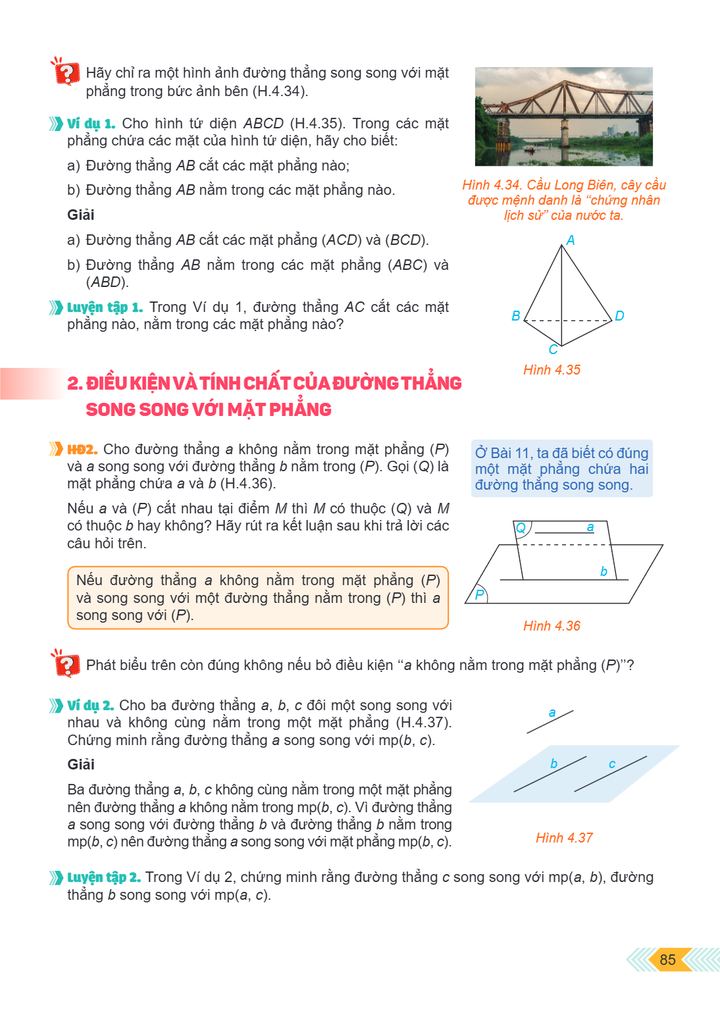 Hãy chỉ ra một hình ảnh đường thẳng song song với mặt
phẳng trong bức ảnh bên (H.4.34).
Ví dụ 1. Cho hình tứ diện ABCD (H.4.35). Trong các mặt
phẳng chứa các mặt của hình tứ diện, hãy cho biết:
a) Đường thẳng AB cắt các mặt phẳng nào;
b) Đường thẳng AB nằm trong các mặt phẳng nào.
Giải
a) Đường thẳng AB cắt các mặt phẳng (ACD) và (BCD).
b) Đường thẳng AB nằm trong các mặt phẳng (ABC) và
(ABD).
Luyện tập 1. Trong Ví dụ 1, đường thẳng AC cắt các mặt
phẳng nào, nằm trong các mặt phẳng nào?
Hình 4.34. Cầu Long Biên, cây cầu
được mệnh danh là “chứng nhân
lịch sử” của nước ta.
A
B
D
C
Hình 4.35
2. ĐIỀU KIỆN VÀ TÍNH CHẤT CỦA ĐƯỜNG THẲNG
SONG SONG VỚI MẶT PHẲNG
HĐ2. Cho đường thẳng a không nằm trong mặt phẳng (P)
và a song song với đường thẳng b nằm trong (P). Gọi (Q) là
mặt phẳng chứa a và b (H.4.36).
Nếu a và (P) cắt nhau tại điểm M thì M có thuộc (Q) và M
có thuộc b hay không? Hãy rút ra kết luận sau khi trả lời các
câu hỏi trên.
Nếu đường thẳng a không nằm trong mặt phẳng (P)
và song song với một đường thẳng nằm trong (P) thì a
song song với (P).
Ở Bài 11, ta đã biết có đúng
một mặt phẳng chứa hai
đường thẳng song song.
Q
a
b
P
Hình 4.36
?
Phát biểu trên còn đúng không nếu bỏ điều kiện “a không nằm trong mặt phẳng (P)”?
Ví dụ 2. Cho ba đường thẳng a, b, c đôi một song song với
nhau và không cùng nằm trong một mặt phẳng (H.4.37).
Chứng minh rằng đường thẳng a song song với mp(b, c).
Giải
Ba đường thẳng a, b, c không cùng nằm trong một mặt phẳng
nên đường thẳng a không nằm trong mp(b, c). Vì đường thẳng
a song song với đường thẳng b và đường thẳng b nằm trong
mp(b, c) nên đường thẳng a song song với mặt phẳng mp(b, c).
a
b
c
Hình 4.37
Luyện tập 2. Trong Ví dụ 2, chứng minh rằng đường thẳng c song song với mp(a, b), đường
thẳng b song song với mp(a, c).
85